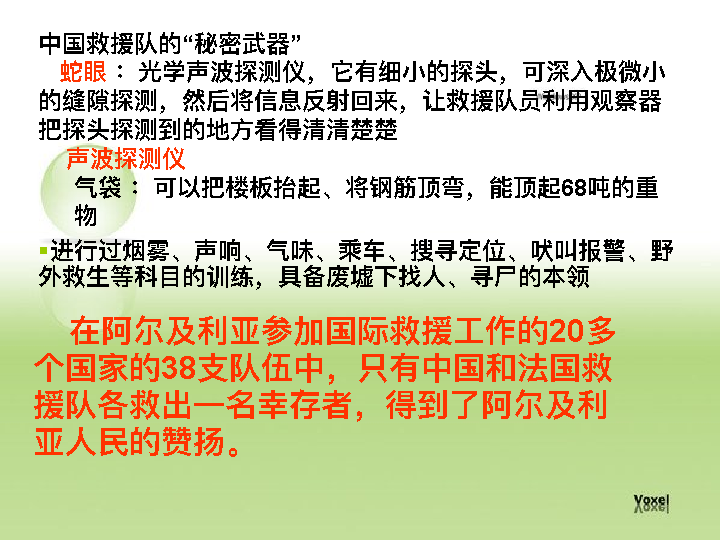 中国救援队的“秘密武器”
蛇眼 ：光学声波探测仪，它有细小的探头，可深入极微小
的缝隙探测，然后将信息反射回来，让救援队员利用观察器
把探头探测到的地方看得清清楚楚
声波探测仪
气袋 ：可以把楼板抬起、将钢筋顶弯，能顶起68吨的重
物
进行过烟雾、声响、气味、乘车、搜寻定位、吠叫报警、野
外救生等科目的训练，具备废墟下找人、寻尸的本领
在阿尔及利亚参加国际救援工作的20多
个国家的38支队伍中，只有中国和法国救
援队各救出一名幸存者，得到了阿尔及利
亚人民的赞扬。
Voxel